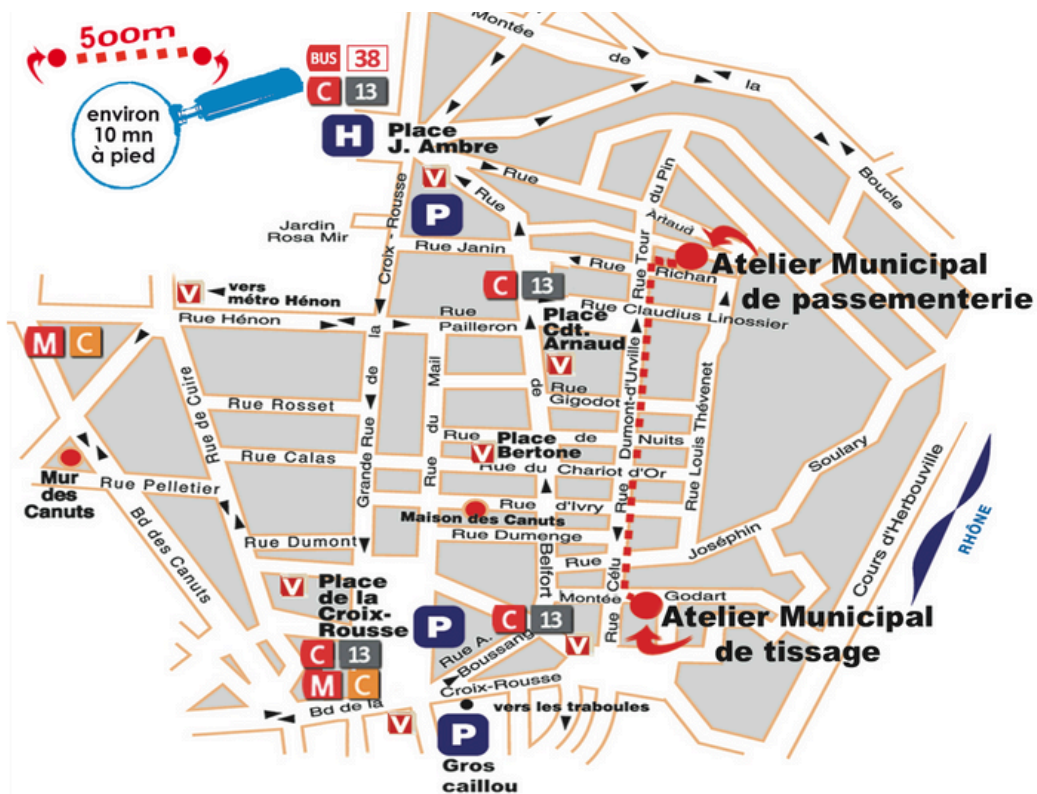 500m
environ
10 mn
à pied
BUS 38
C 13
H
Place
J. Ambre
Montée
de
la
Boucle
V
P
Rue
Rue
Artaud
Rue Tour
du Pin
Jardin
Rosa Mir
Croix-Rousse
Rue Janin
Rue
Richan
Atelier Municipal
de passementerie
V
vers
métro Hénon
C 13
Rue Hénon
Rue
Pailleron
Place
Cdt.
Arnaud
V
Rue Claudius Linossier
M C
la
de
Grande Rue
Rue de Cuire
Rue du Mail
de
Belfort
Rue
Gigodot
Rue Dumont-d'Urville
Rue Louis Thévenet
Rue Rosset
Rue de Nuits
Place
Bertone
V
Rue Calas
Rue du Chariot d'Or
Soulary
Joséphin
Rue
Cours d'Herbouville
RHÔNE
Mur
des
Canuts
Rue Pelletier
Bd des Canuts
Rue d'Ivry
Maison des Canuts
Rue Dumont
Rue Dumenge
V
Place
de la
Croix-
Rousse
C 13
M C
P
Rue A.
Boussange
C 13
V
Montée
Godart
Rue Célu
Atelier Municipal
de tissage
Bd de la
Croix-Rousse
V
vers les traboules
P
Gros
caillou